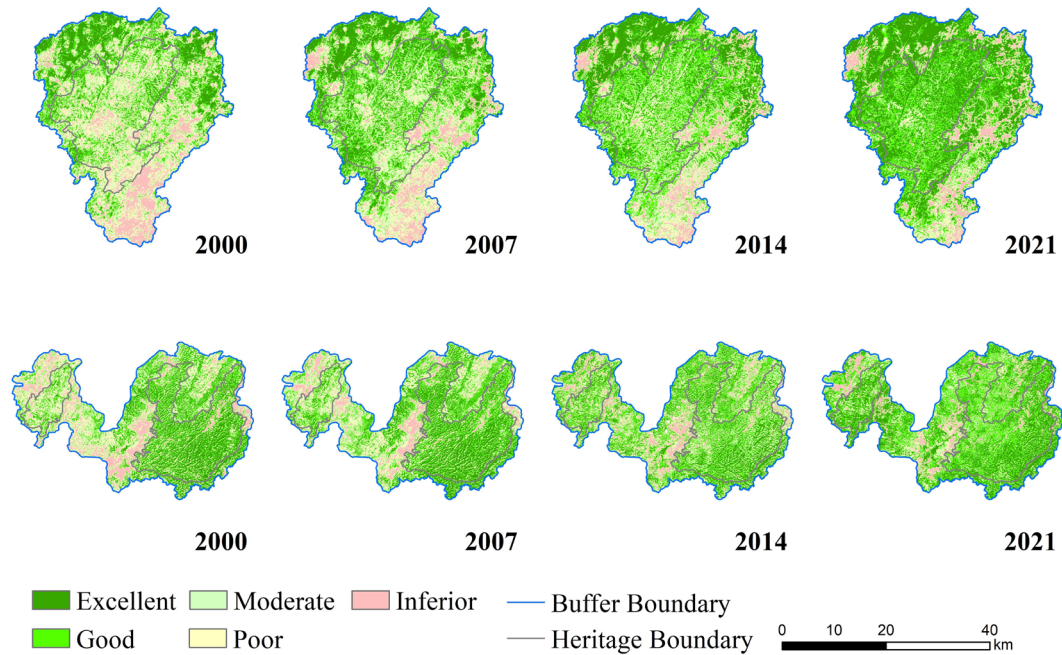 2000 2007 2014 2021
2000 2007 2014 2021
Excellent Moderate Inferior Buffer Boundary
Good Poor Heritage Boundary
0 10 20 40
km